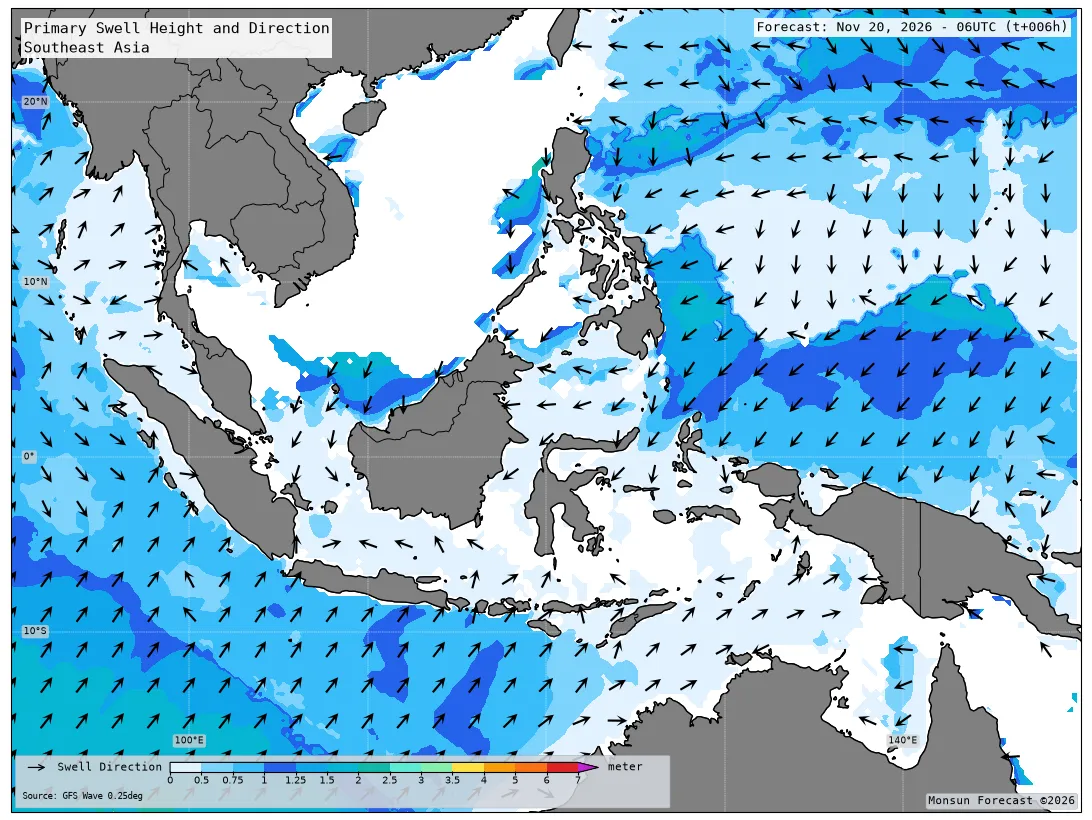 Primary Swell Height and Direction
Southeast Asia
Forecast: Nov 20, 2026 - 06UTC (t+006h)
20°N
10°N
0°
10°S
100°E
140°E
Swell Direction
0 0.5 0.75 1 1.25 1.5 2 2.5 3 3.5 4 5 6 7
meter
Source: GFS Wave 0.25deg
Monsun Forecast ©2026